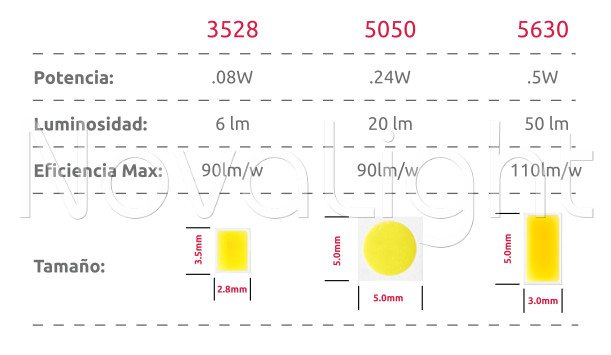 3528 5050 5630
Potencia: .08W .24W .5W
Luminosidad: 6 lm 20 lm 50 lm
Eficiencia Max: 90lm/w 90lm/w 110lm/w
NovaLight
Tamaño: 3.5mm 2.8mm 5.0mm 5.0mm 5.0mm 3.0mm